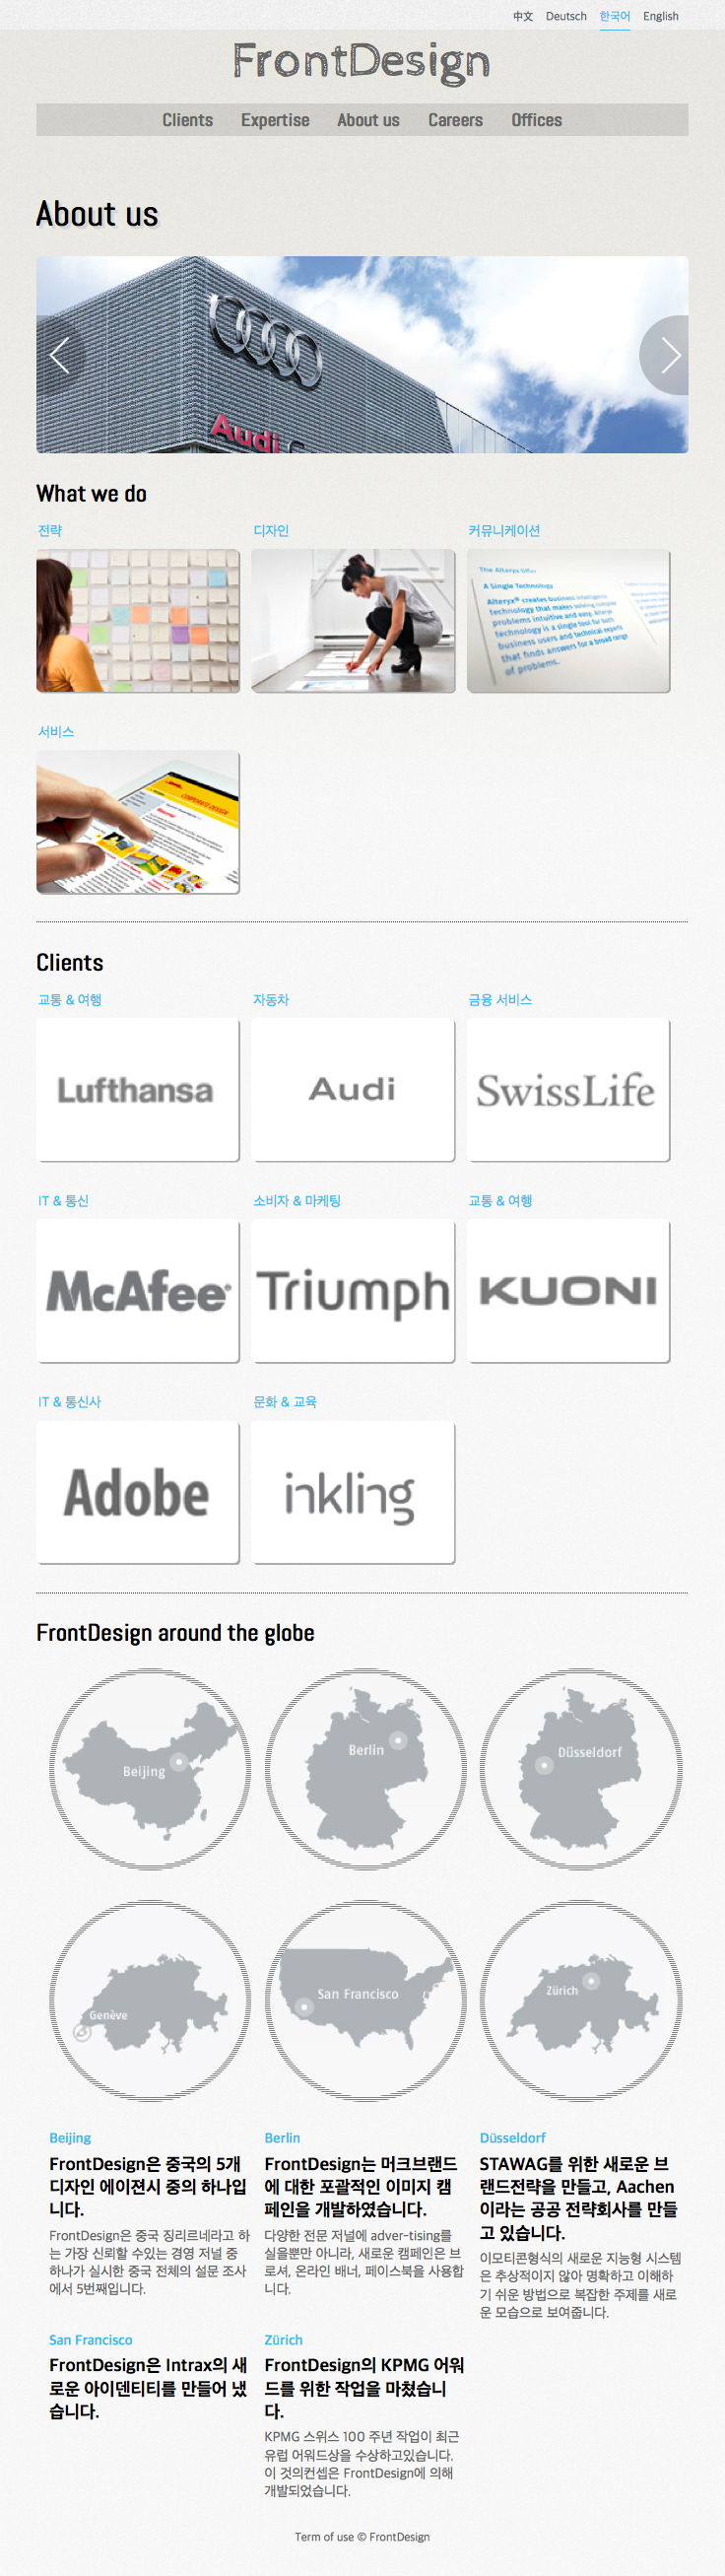 中文 Deutsch 한국어 English
FrontDesign
Clients Expertise About us Careers Offices
About us
Audi
What we do
전략 디자인 커뮤니케이션
The Alteryx
A Single Technology
Alteryx® creates business intelligence
technology that makes solving complex
problems intuitive and easy. Alteryx
technology is a single tool for both
business users and technical experts
that finds answers for a broad range
of problems.
서비스
CORPORATE DESIGN
Clients
교통 & 여행 자동차 금융 서비스
Lufthansa Audi SwissLife
IT & 통신 소비자 & 마케팅 교통 & 여행
McAfee® Triumph KUONI
IT & 통신사 문화 & 교육
Adobe inkling
FrontDesign around the globe
Beijing Berlin Düsseldorf
Genève San Francisco Zürich
Beijing
FrontDesign은 중국의 5개
디자인 에이젼시 중의 하나입
니다.
FrontDesign은 중국 징리르네라고 하
는 가장 신뢰할 수있는 경영 저널 중
하나가 실시한 중국 전체의 설문 조사
에서 5번째입니다.
Berlin
FrontDesign는 머크브랜드
에 대한 포괄적인 이미지 캠
페인을 개발하였습니다.
다양한 전문 저널에 adver-tising를
실을뿐만 아니라, 새로운 캠페인은 브
로셔, 온라인 배너, 페이스북을 사용합
니다.
Düsseldorf
STAWAG를 위한 새로운 브
랜드전략을 만들고, Aachen
이라는 공공 전략회사를 만들
고 있습니다.
이모티콘형식의 새로운 지능형 시스템
은 추상적이지 않아 명확하고 이해하
기 쉬운 방법으로 복잡한 주제를 새로
운 모습으로 보여줍니다.
San Francisco
FrontDesign은 Intrax의 새
로운 아이덴티티를 만들어 냈
습니다.
Zürich
FrontDesign의 KPMG 어워
드를 위한 작업을 마쳤습니
다.
KPMG 스위스 100 주년 작업이 최근
유럽 어워드상을 수상하고있습니다.
이 것의컨셉은 FrontDesign에 의해
개발되었습니다.
Term of use © FrontDesign